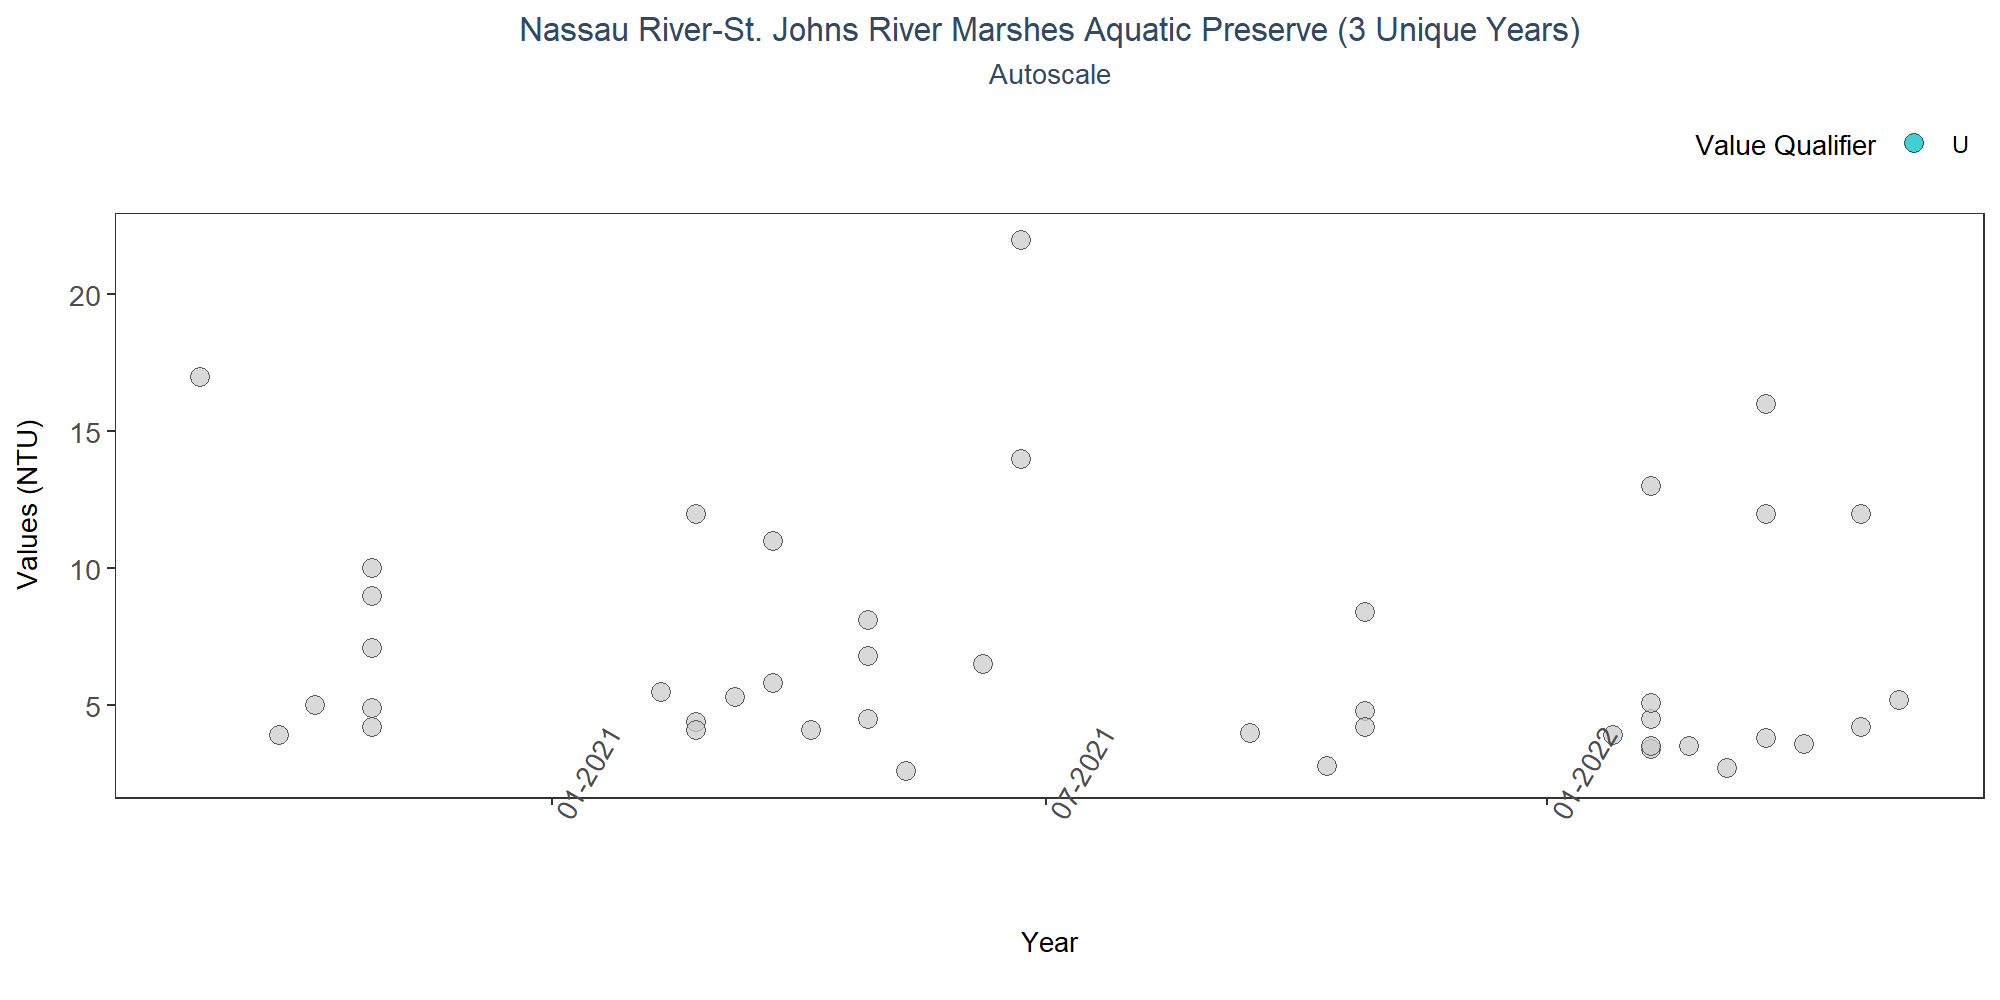 Nassau River-St. Johns River Marshes Aquatic Preserve (3 Unique Years)
Autoscale
Value Qualifier U
Values (NTU)
20
15
10
5
01-2021
07-2021
01-2022
Year